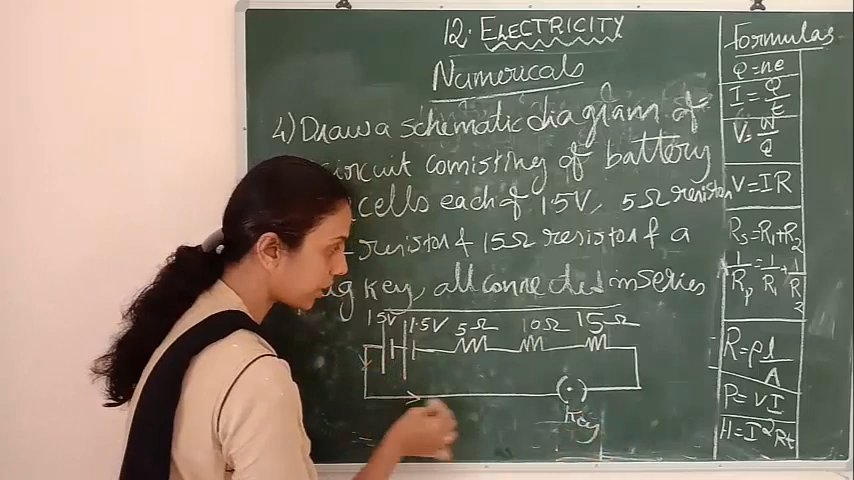 12. ELECTRICITY
Numericals
4) Draw a schematic diagram of
circuit consisting of battery
cells each of 1.5V, 5Ω resistor
resistor & 15Ω resistor & a
key, all connected in series
1.5V 1.5V 5Ω 10Ω 15Ω
Key
Formulas
Q=ne
I=Q/t
V=W/Q
V=IR
Rs=R1+R2
1/Rp=1/R1+1/R2
R=ρl/A
P=VI
H=I²Rt